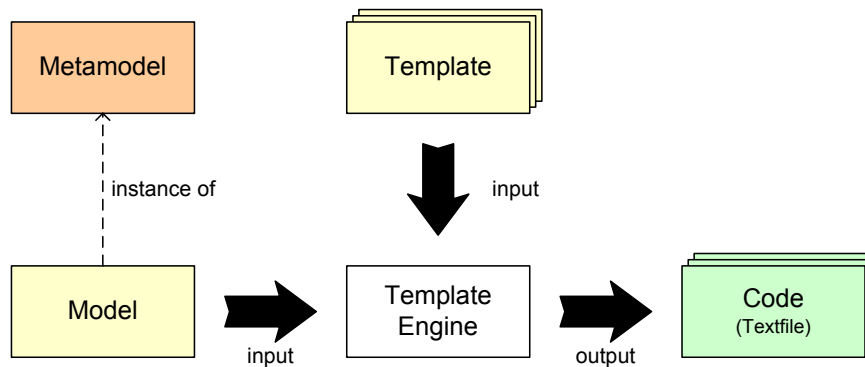 Metamodel
Template
instance of
input
Model
Template
Engine
Code
(Textfile)
input
output